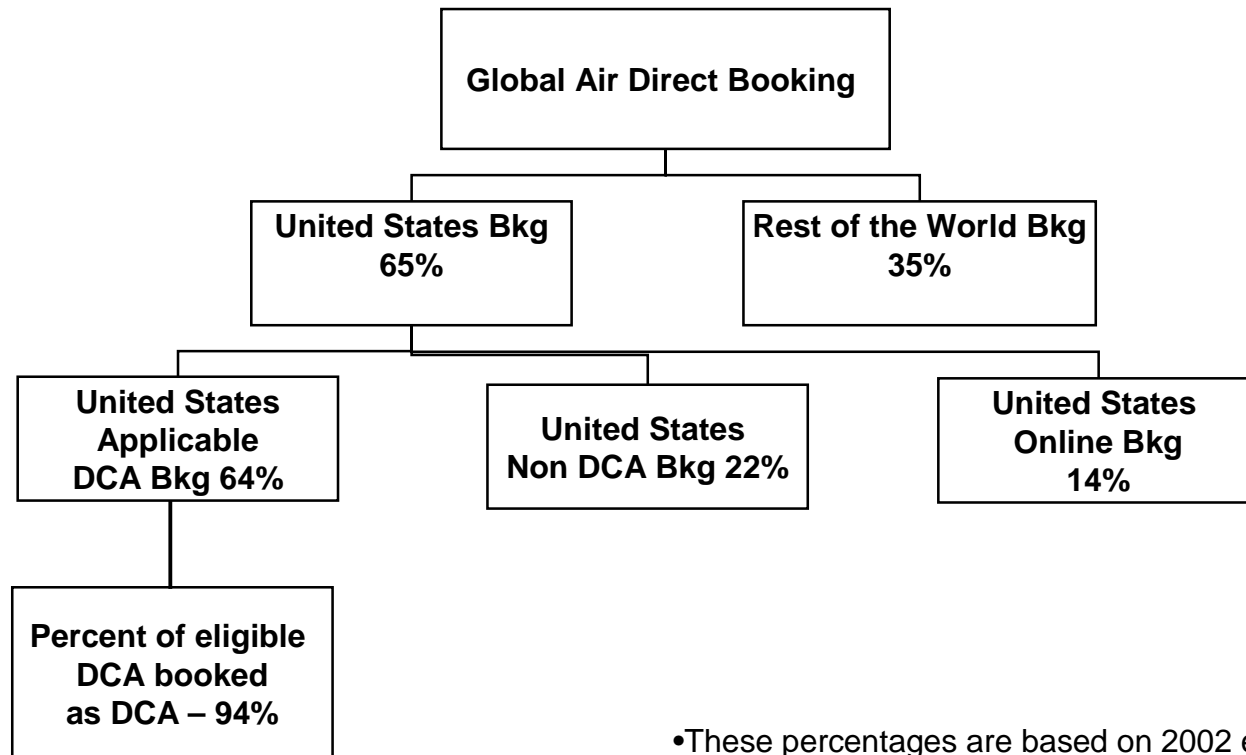 Global Air Direct Booking
United States Bkg
65%
Rest of the World Bkg
35%
United States
Applicable
DCA Bkg 64%
United States
Non DCA Bkg 22%
United States
Online Bkg
14%
Percent of eligible
DCA booked
as DCA – 94%
•These percentages are based on 2002 e